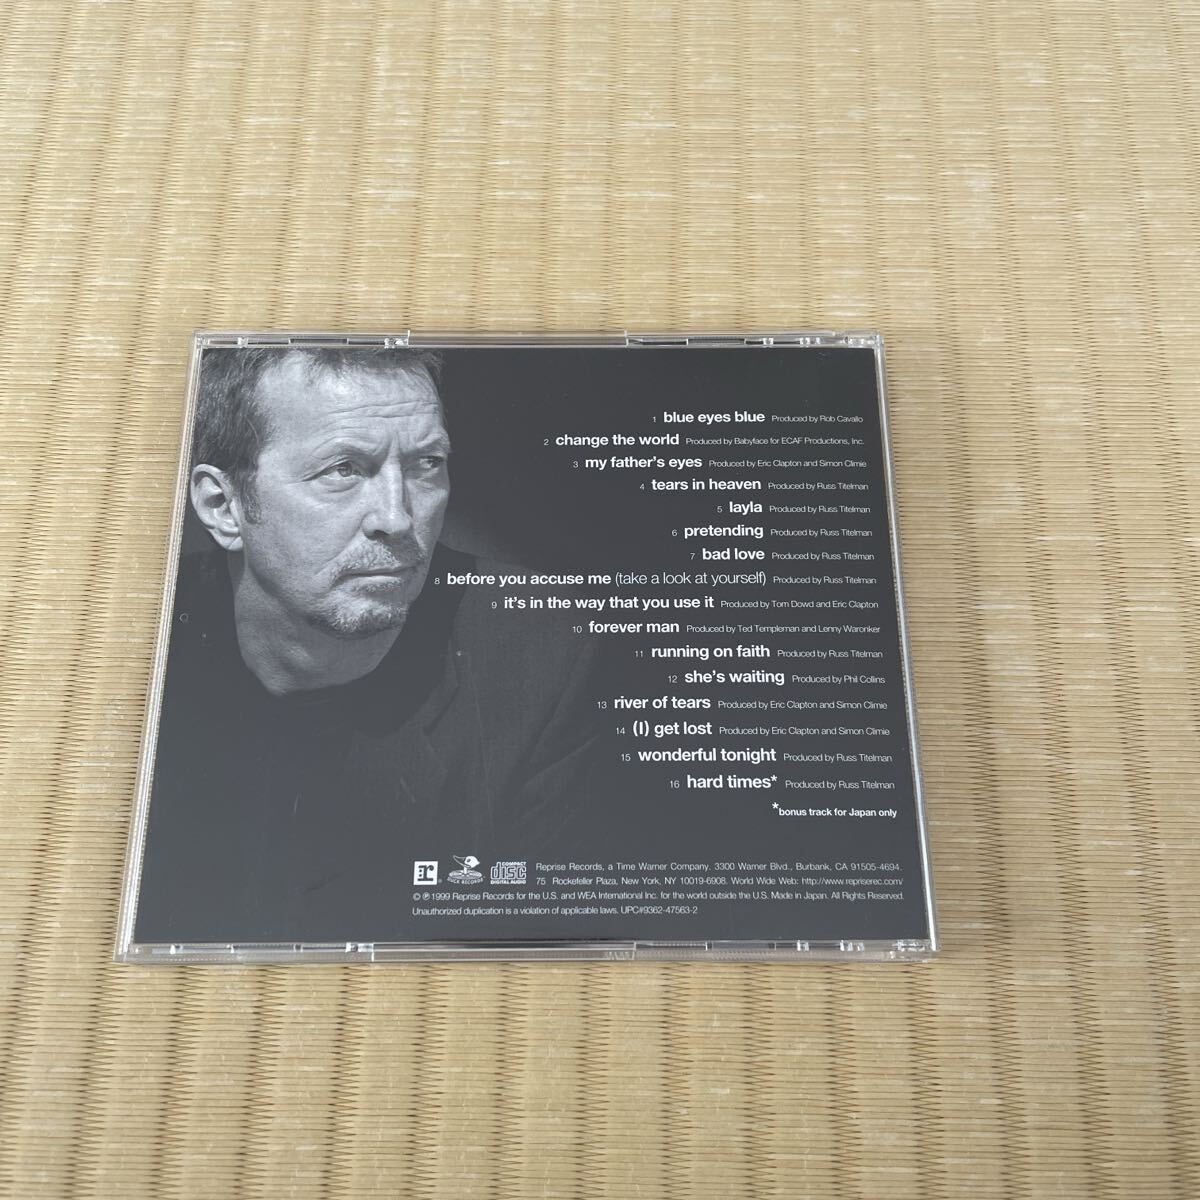 1 blue eyes blue Produced by Rob Cavallo
2 change the world Produced by Babyface for ECAF Productions, Inc.
3 my father's eyes Produced by Eric Clapton and Simon Climie
4 tears in heaven Produced by Russ Titelman
5 layla Produced by Russ Titelman
6 pretending Produced by Russ Titelman
7 bad love Produced by Russ Titelman
8 before you accuse me (take a look at yourself) Produced by Russ Titelman
9 it's in the way that you use it Produced by Tom Dowd and Eric Clapton
10 forever man Produced by Ted Templeman and Lenny Waronker
11 running on faith Produced by Russ Titelman
12 she's waiting Produced by Phil Collins
13 river of tears Produced by Eric Clapton and Simon Climie
14 (I) get lost Produced by Eric Clapton and Simon Climie
15 wonderful tonight Produced by Russ Titelman
16 hard times* Produced by Russ Titelman
*bonus track for Japan only
r
DUCK RECORDS
COMPACT
disc
DIGITAL AUDIO
Reprise Records, a Time Warner Company. 3300 Warner Blvd., Burbank, CA 91505-4694.
75 Rockefeller Plaza, New York, NY 10019-6908. World Wide Web: http://www.repriserec.com/
© ℗ 1999 Reprise Records for the U.S. and WEA International Inc. for the world outside the U.S. Made in Japan. All Rights Reserved.
Unauthorized duplication is a violation of applicable laws. UPC#9362-47563-2